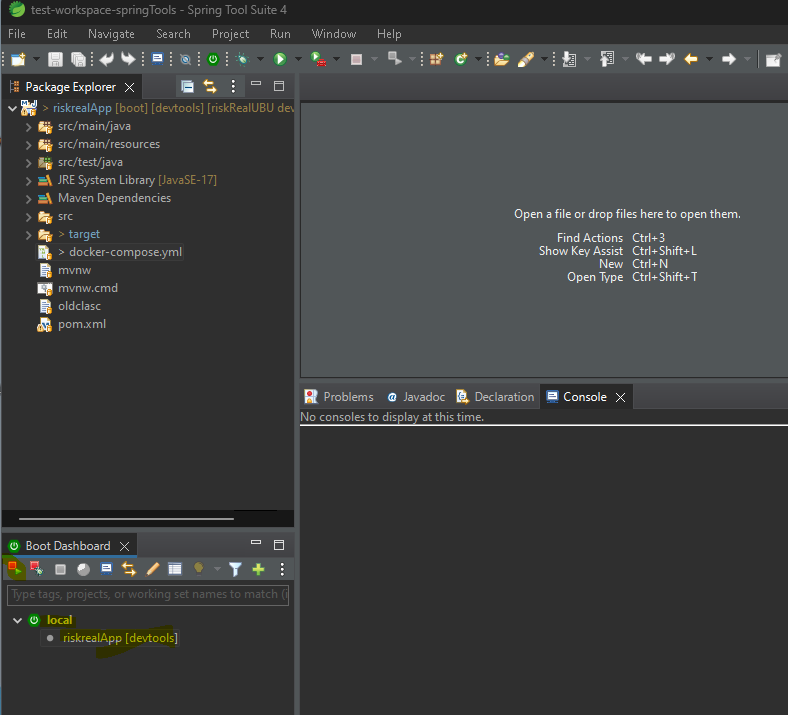 test-workspace-springTools - Spring Tool Suite 4
File Edit Navigate Search Project Run Window Help
Package Explorer
> riskrealApp [boot] [devtools] [riskRealUBU dev
src/main/java
src/main/resources
src/test/java
JRE System Library [JavaSE-17]
Maven Dependencies
src
> target
> docker-compose.yml
mvnw
mvnw.cmd
oldclasc
pom.xml
Open a file or drop files here to open them.
Find Actions Ctrl+3
Show Key Assist Ctrl+Shift+L
New Ctrl+N
Open Type Ctrl+Shift+T
Problems Javadoc Declaration Console
No consoles to display at this time.
Boot Dashboard
Type tags, projects, or working set names to match (i
local
riskrealApp [devtools]